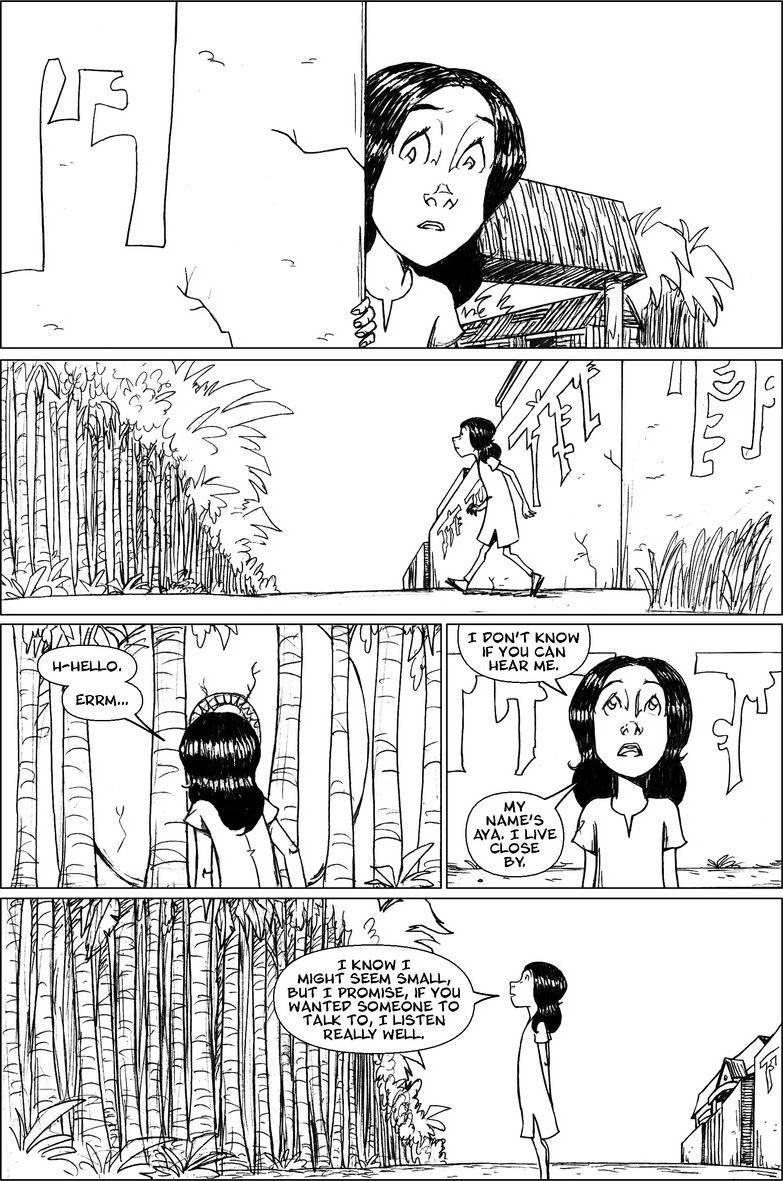 H-HELLO.
ERRM...
I DON'T KNOW
IF YOU CAN
HEAR ME.
MY
NAME'S
AYA. I LIVE
CLOSE
BY.
I KNOW I
MIGHT SEEM SMALL,
BUT I PROMISE, IF YOU
WANTED SOMEONE TO
TALK TO, I LISTEN
REALLY WELL.